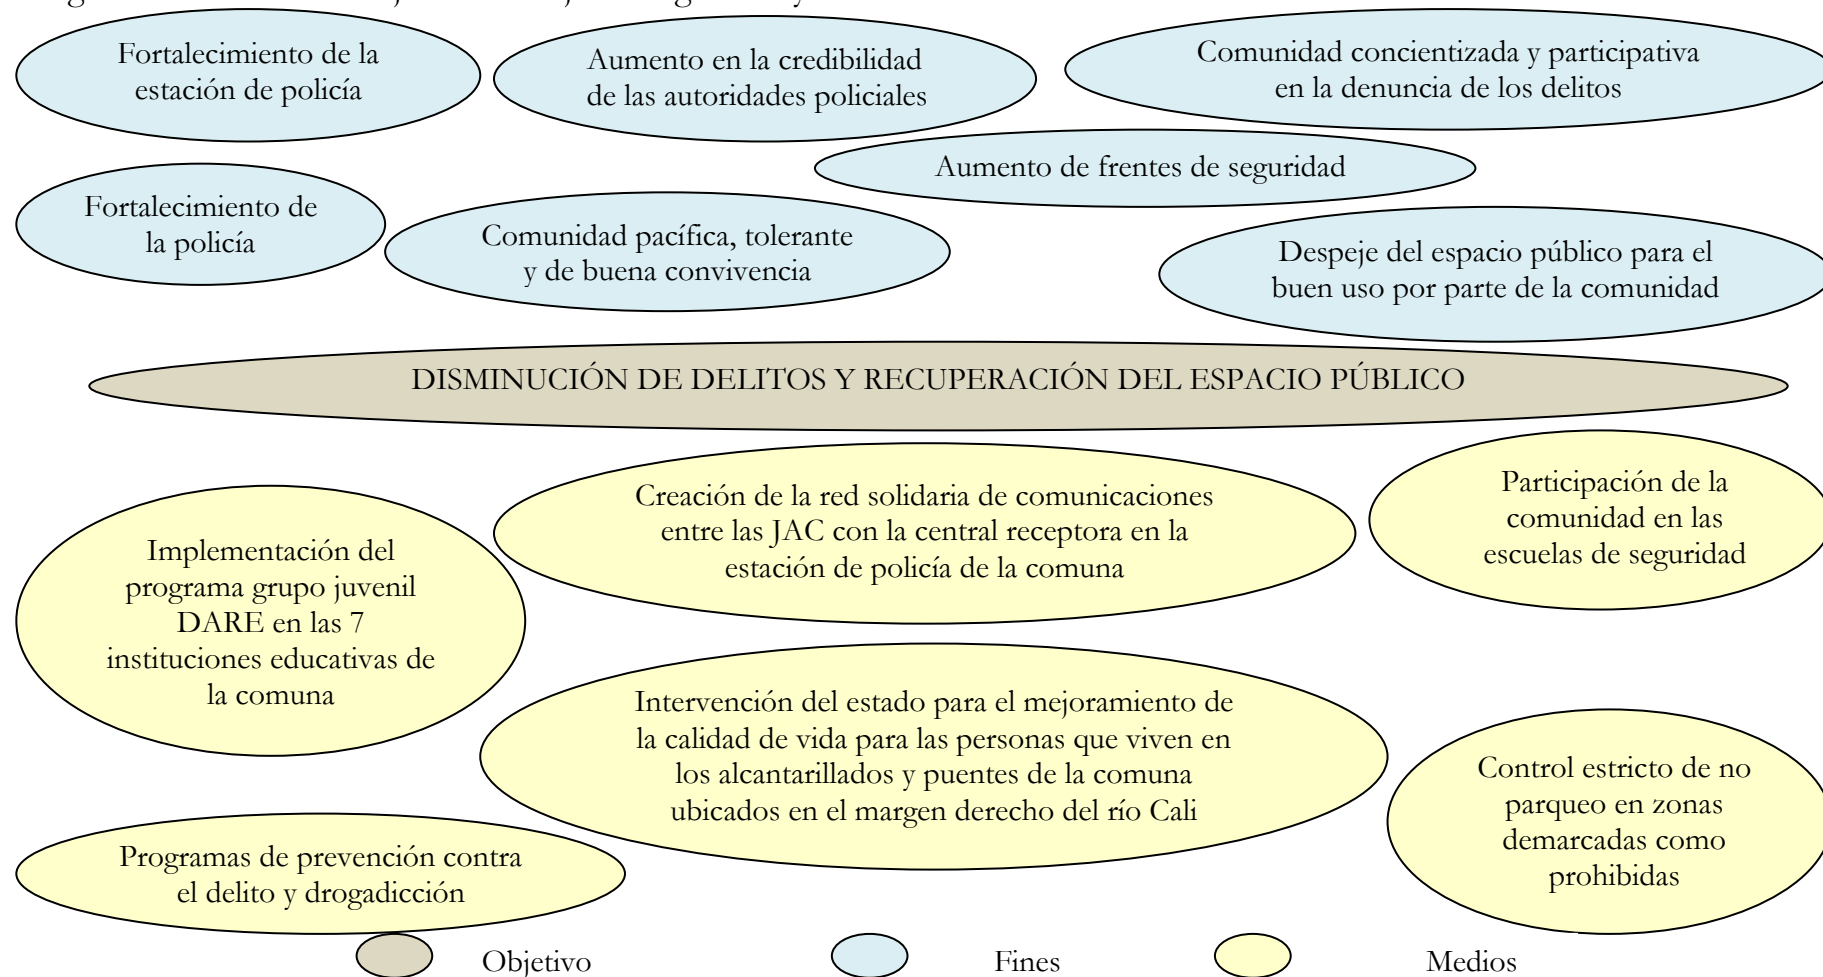 Fortalecimiento de la
estación de policía
Aumento en la credibilidad
de las autoridades policiales
Comunidad concientizada y participativa
en la denuncia de los delitos
Aumento de frentes de seguridad
Fortalecimiento de
la policía
Comunidad pacífica, tolerante
y de buena convivencia
Despeje del espacio público para el
buen uso por parte de la comunidad
DISMINUCIÓN DE DELITOS Y RECUPERACIÓN DEL ESPACIO PÚBLICO
Implementación del
programa grupo juvenil
DARE en las 7
instituciones educativas de
la comuna
Creación de la red solidaria de comunicaciones
entre las JAC con la central receptora en la
estación de policía de la comuna
Participación de la
comunidad en las
escuelas de seguridad
Intervención del estado para el mejoramiento de
la calidad de vida para las personas que viven en
los alcantarillados y puentes de la comuna
ubicados en el margen derecho del río Cali
Control estricto de no
parqueo en zonas
demarcadas como
prohibidas
Programas de prevención contra
el delito y drogadicción
Objetivo
Fines
Medios